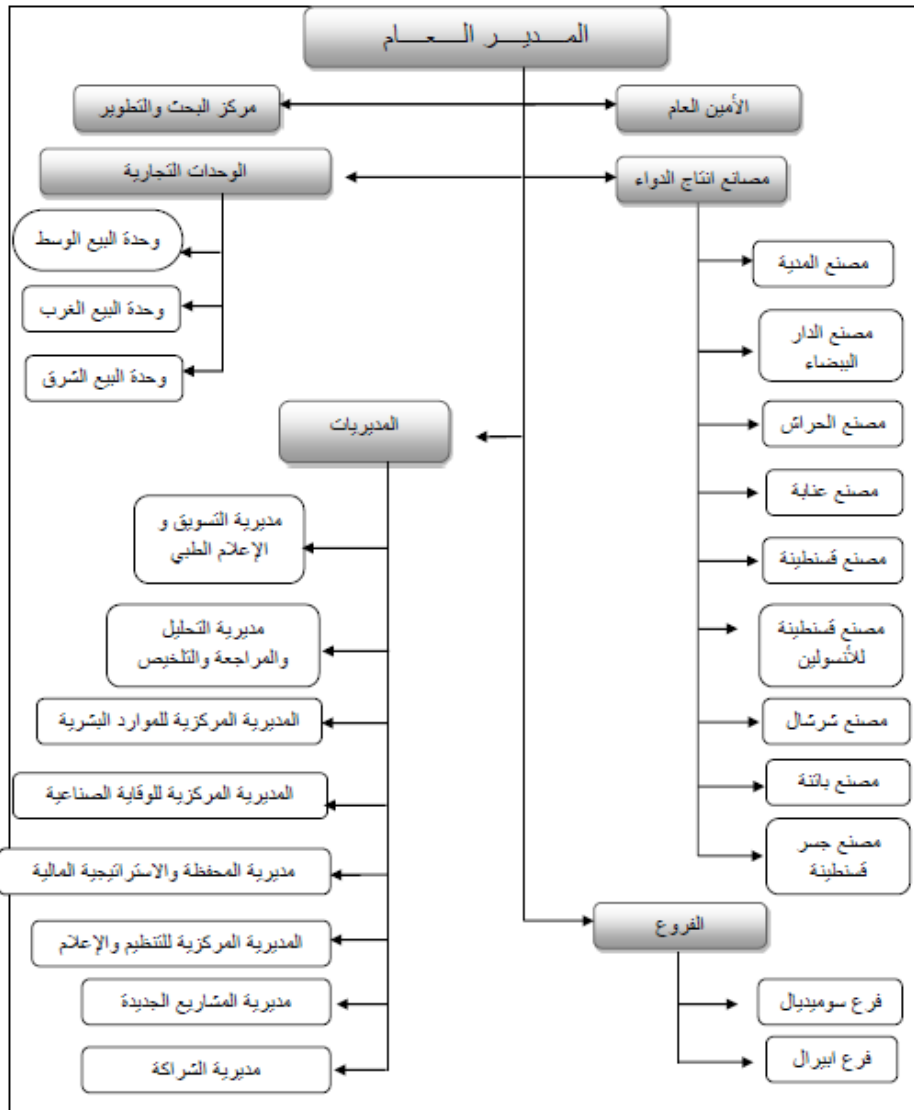 المـــديـــر الـــعـــام
الأمين العام
مركز البحث والتطوير
مصانع انتاج الدواء
الوحدات التجارية
مصنع المدية
مصنع الدار
البيضاء
مصنع الحراش
مصنع عنابة
مصنع قسنطينة
مصنع قسنطينة
للأنسولين
مصنع شرشال
مصنع باتنة
مصنع جسر
قسنطينة
وحدة البيع الوسط
وحدة البيع الغرب
وحدة البيع الشرق
المديريات
مديرية التسويق و
الإعلام الطبي
مديرية التحليل
والمراجعة والتلخيص
المديرية المركزية للموارد البشرية
المديرية المركزية للوقاية الصناعية
مديرية المحفظة والاستراتيجية المالية
المديرية المركزية للتنظيم والإعلام
مديرية المشاريع الجديدة
مديرية الشراكة
الفروع
فرع سوميديال
فرع ابيرال